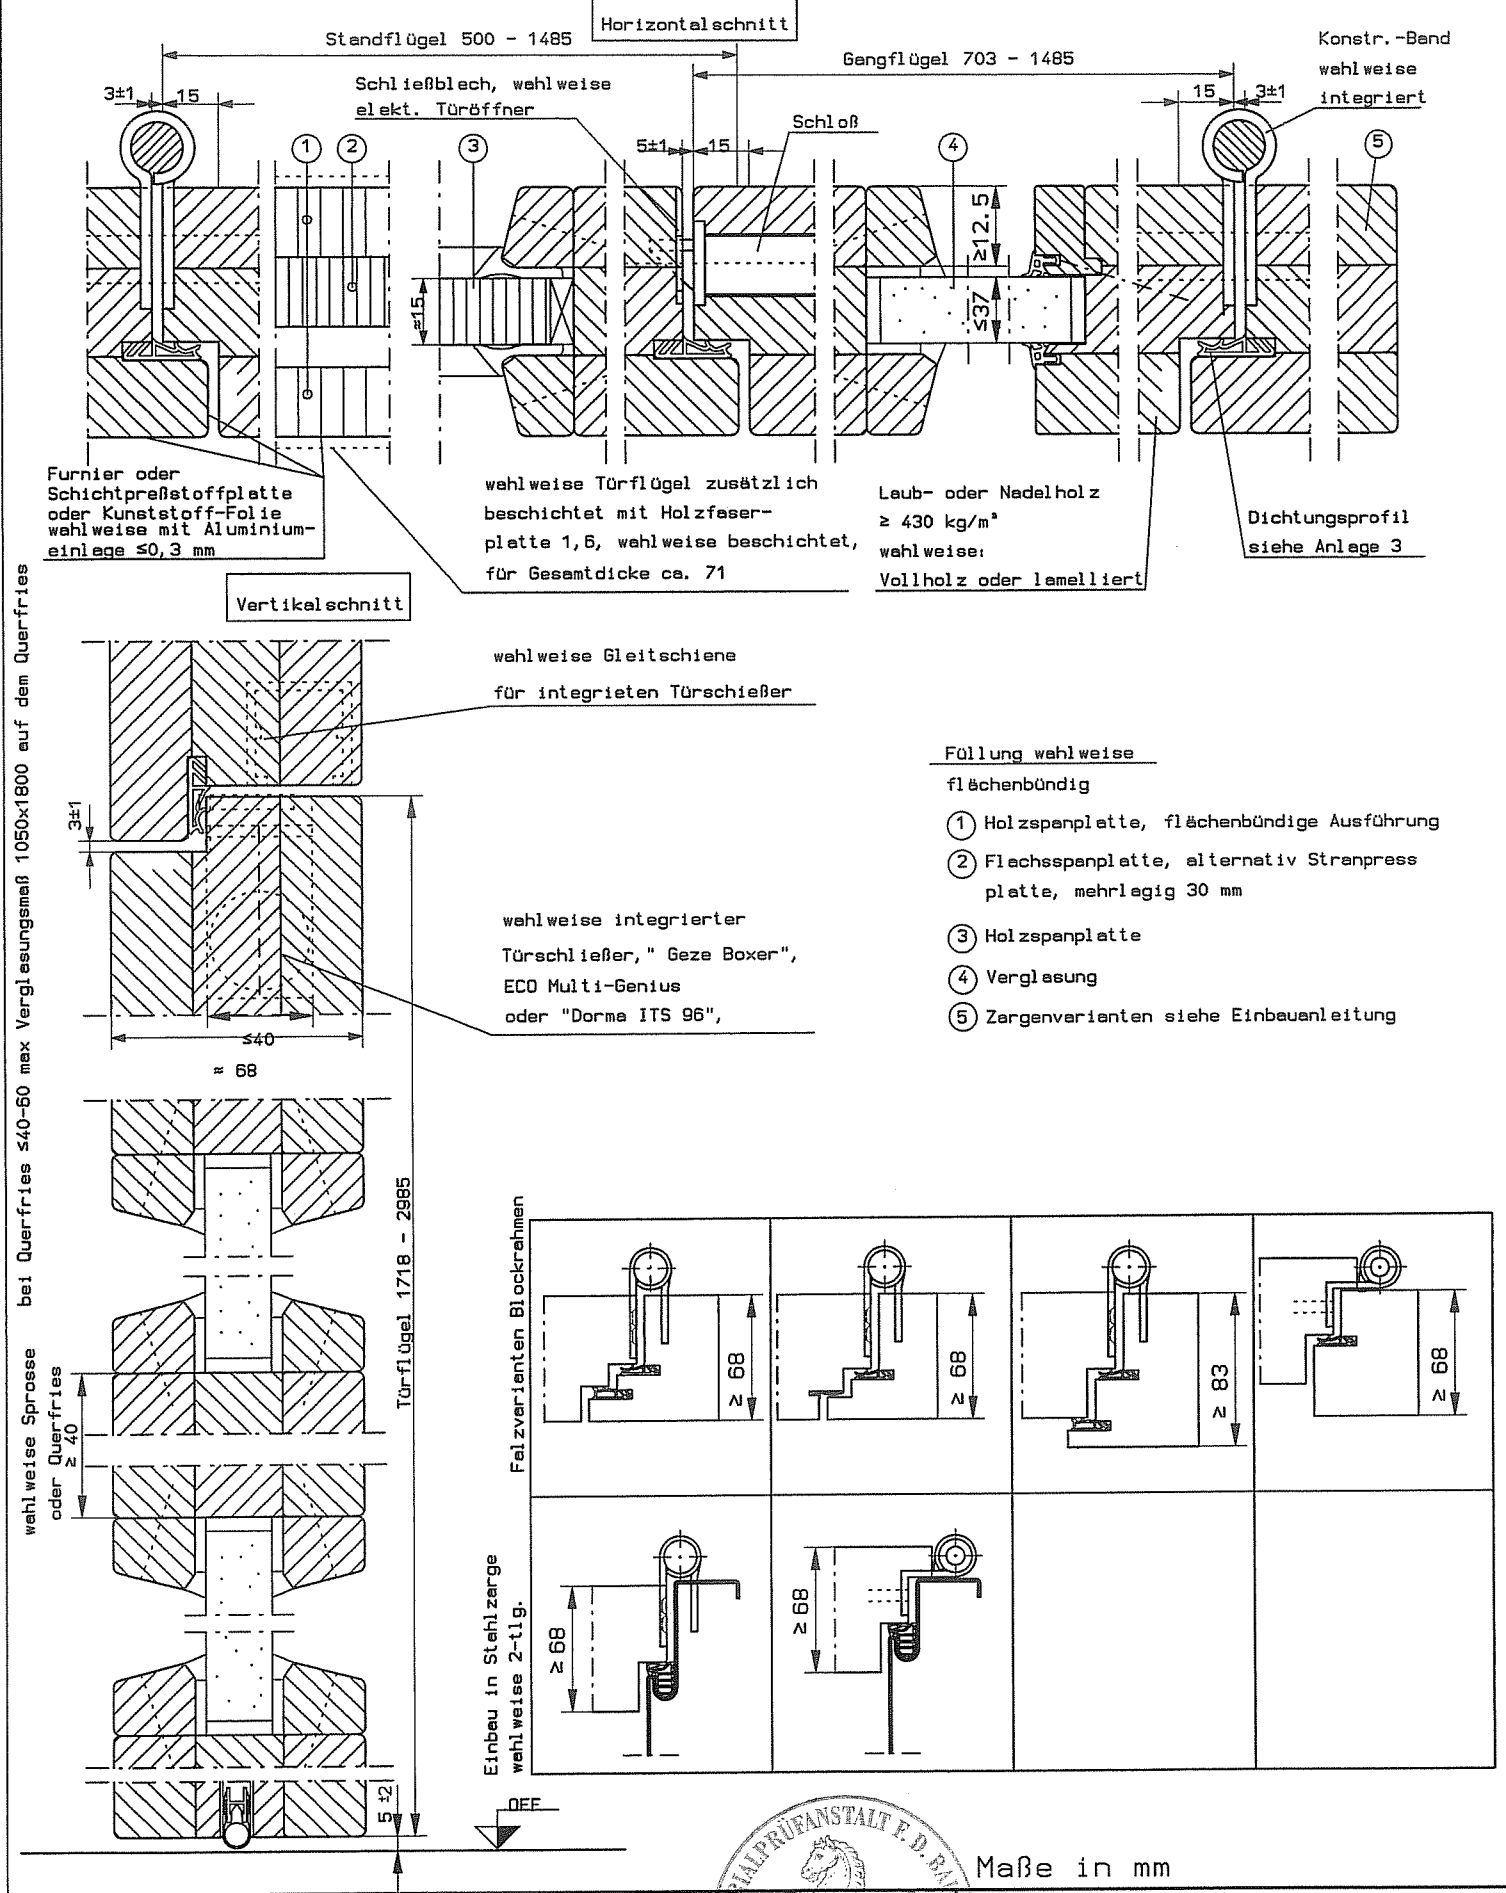 Horizontalschnitt
Standflügel 500 - 1485
Gangflügel 703 - 1485
Konstr.-Band
wahlweise
integriert
Schließblech, wahlweise
elekt. Türöffner
3±1
15
Schloß
15
3±1
1
2
3
5±1
15
4
5
≥12.5
≈15
≤37
Furnier oder
Schichtpreßstoffplatte
oder Kunststoff-Folie
wahlweise mit Aluminium-
einlage ≤0,3 mm
wahlweise Türflügel zusätzlich
beschichtet mit Holzfaser-
platte 1,6, wahlweise beschichtet,
für Gesamtdicke ca. 71
Laub- oder Nadelholz
≥ 430 kg/m³
wahlweise:
Vollholz oder lamelliert
Dichtungsprofil
siehe Anlage 3
Vertikalschnitt
wahlweise Gleitschiene
für integrieten Türschießer
3±1
wahlweise integrierter
Türschließer," Geze Boxer",
ECO Multi-Genius
oder "Dorma ITS 96",
≤40
≈ 68
Füllung wahlweise
flächenbündig
1 Holzspanplatte, flächenbündige Ausführung
2 Flachsspanplatte, alternativ Stranpress
platte, mehrlagig 30 mm
3 Holzspanplatte
4 Verglasung
5 Zargenvarianten siehe Einbauanleitung
bei Querfries ≤40-60 max Verglasungsmaß 1050x1800 auf dem Querfries
wahlweise Sprosse
oder Querfries
≥ 40
Türflügel 1718 - 2985
5 ±2
OFF
Falzvarianten Blockrahmen
≥ 68
≥ 68
≥ 83
≥ 68
Einbau in Stahlzarge
wahlweise 2-tlg.
≥ 68
≥ 68
Maße in mm